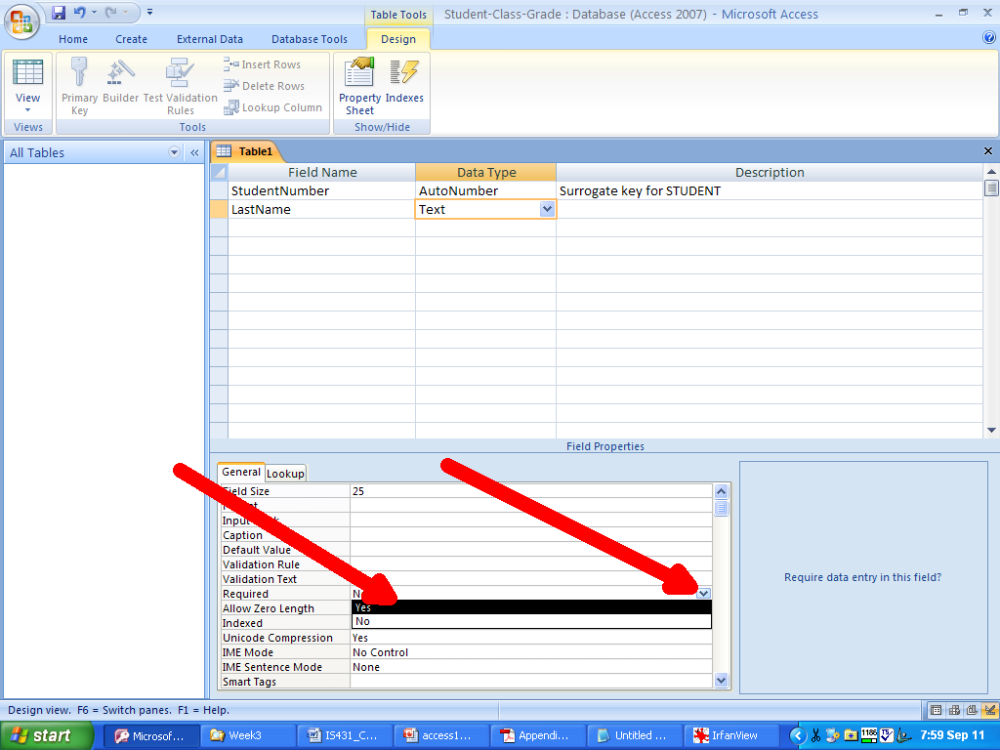 Table Tools
Student-Class-Grade : Database (Access 2007) - Microsoft Access
Home Create External Data Database Tools Design
View
Primary Key
Builder
Test Validation Rules
Insert Rows
Delete Rows
Lookup Column
Property Sheet
Indexes
Views Tools Show/Hide
All Tables «
Table1
Field Name Data Type Description
StudentNumber AutoNumber Surrogate key for STUDENT
LastName Text
Field Properties
General Lookup
Field Size 25
Input
Caption
Default Value
Validation Rule
Validation Text
Required
Allow Zero Length Yes
Indexed No
Unicode Compression Yes
IME Mode No Control
IME Sentence Mode None
Smart Tags
Require data entry in this field?
Design view. F6 = Switch panes. F1 = Help.
start Microsof... Week3 IS431_C... access1... Appendi... Untitled ... IrfanView 1186 7:59 Sep 11